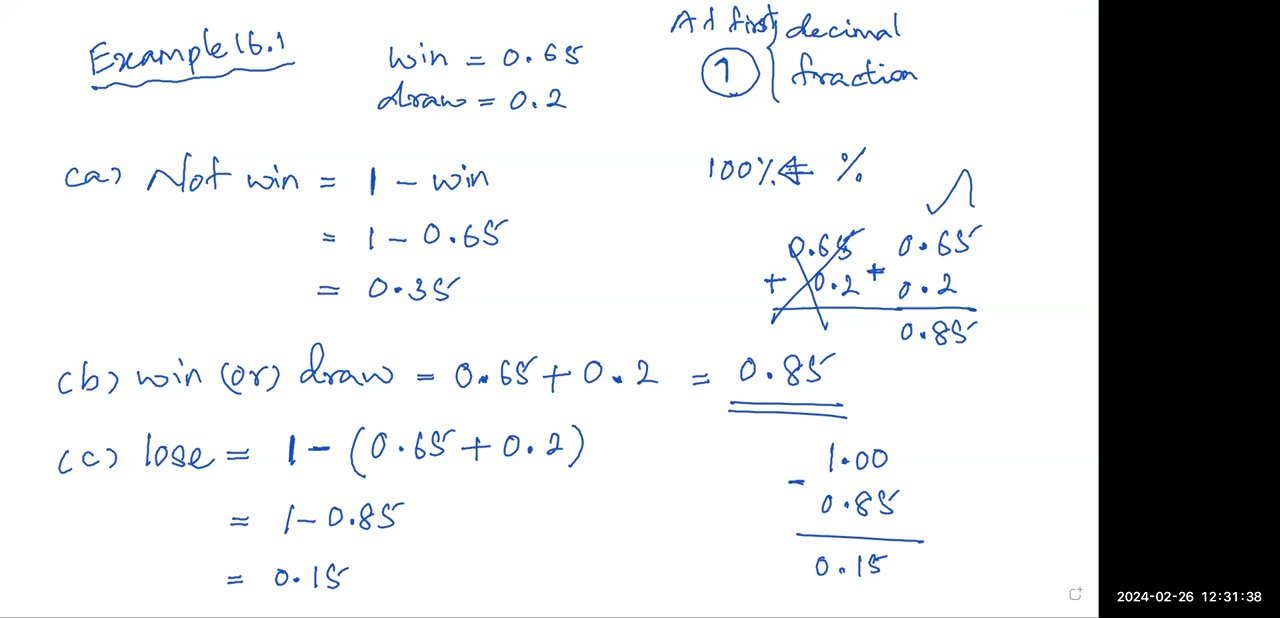 Example 16.1
win = 0.65
draw = 0.2
At first
1
decimal
fraction
(a) Not win = 1 - win
= 1 - 0.65
= 0.35
100% ← %
0.65
+ 0.2
0.65
+ 0.2
0.85
(b) win (or) draw = 0.65 + 0.2 = 0.85
(c) lose = 1 - (0.65 + 0.2)
= 1 - 0.85
= 0.15
1.00
- 0.85
0.15
2024-02-26 12:31:38